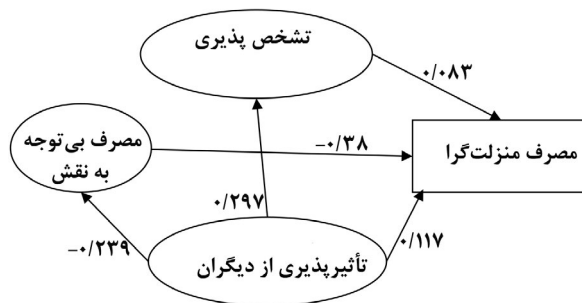 تشخص پذیری
۰/۰۸۳
مصرف بی‌توجه
به نقش
−۰/۳۸
مصرف منزلت‌گرا
۰/۲۹۷
−۰/۲۳۹
۰/۱۱۷
تأثیرپذیری از دیگران